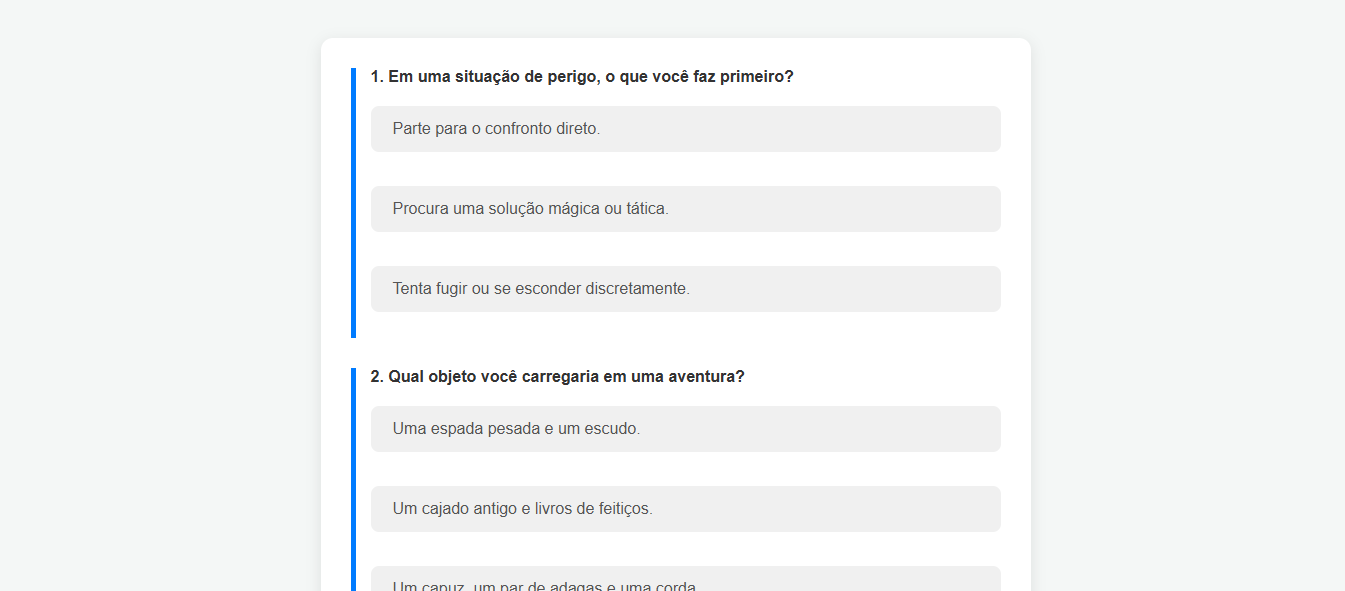 1. Em uma situação de perigo, o que você faz primeiro?
Parte para o confronto direto.
Procura uma solução mágica ou tática.
Tenta fugir ou se esconder discretamente.
2. Qual objeto você carregaria em uma aventura?
Uma espada pesada e um escudo.
Um cajado antigo e livros de feitiços.
Um capuz, um par de adagas e uma corda.